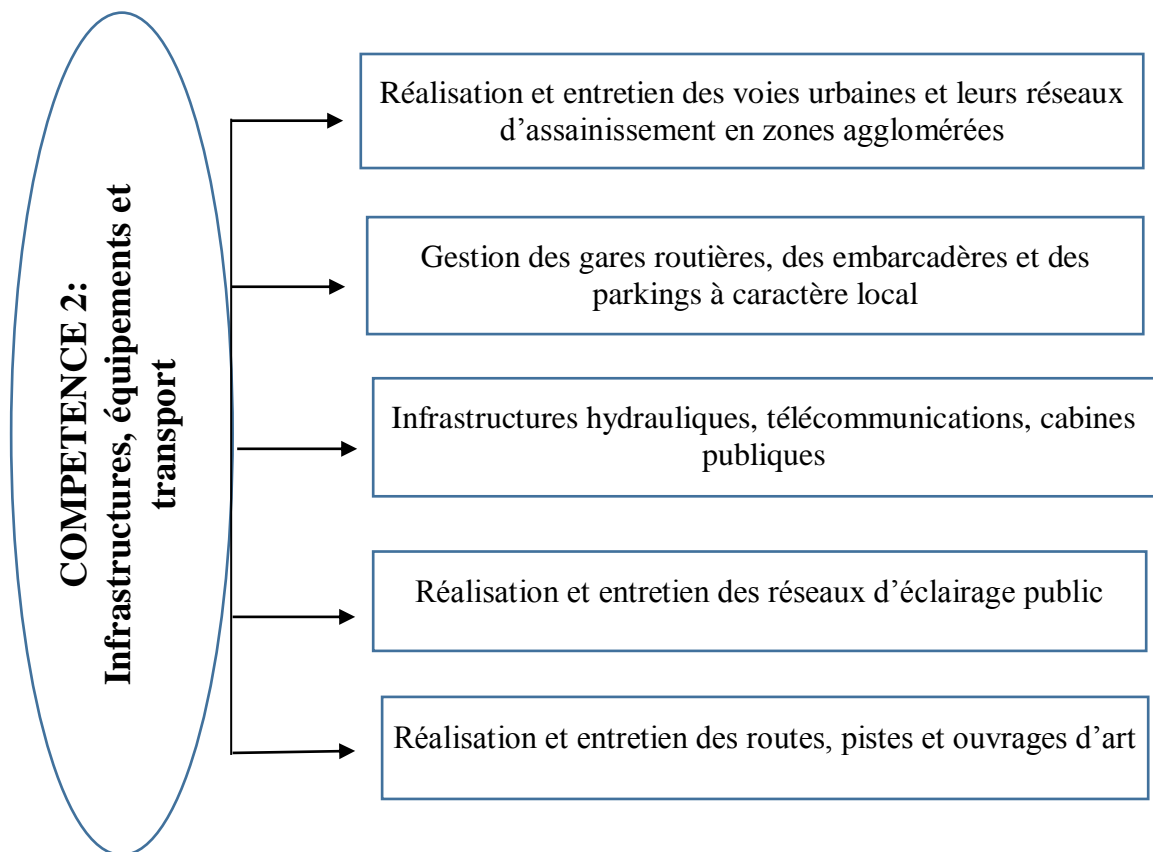 COMPETENCE 2:
Infrastructures, équipements et
transport
Réalisation et entretien des voies urbaines et leurs réseaux
d’assainissement en zones agglomérées
Gestion des gares routières, des embarcadères et des
parkings à caractère local
Infrastructures hydrauliques, télécommunications, cabines
publiques
Réalisation et entretien des réseaux d’éclairage public
Réalisation et entretien des routes, pistes et ouvrages d’art